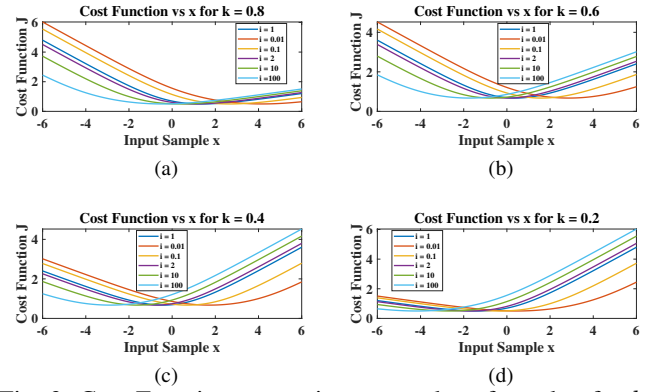 Cost Function vs x for k = 0.8
Cost Function J
6
4
2
0
i = 1
i = 0.01
i = 0.1
i = 2
i = 10
i =100
-6 -4 -2 0 2 4 6
Input Sample x
(a)
Cost Function vs x for k = 0.6
Cost Function J
4
2
0
i = 1
i = 0.01
i = 0.1
i = 2
i = 10
i = 100
-6 -4 -2 0 2 4 6
Input Sample x
(b)
Cost Function vs x for k = 0.4
Cost Function J
4
2
0
i = 1
i = 0.01
i = 0.1
i = 2
i = 10
i = 100
-6 -4 -2 0 2 4 6
Input Sample x
(c)
Cost Function vs x for k = 0.2
Cost Function J
6
4
2
0
i = 1
i = 0.01
i = 0.1
i = 2
i = 10
i = 100
-6 -4 -2 0 2 4 6
Input Sample x
(d)